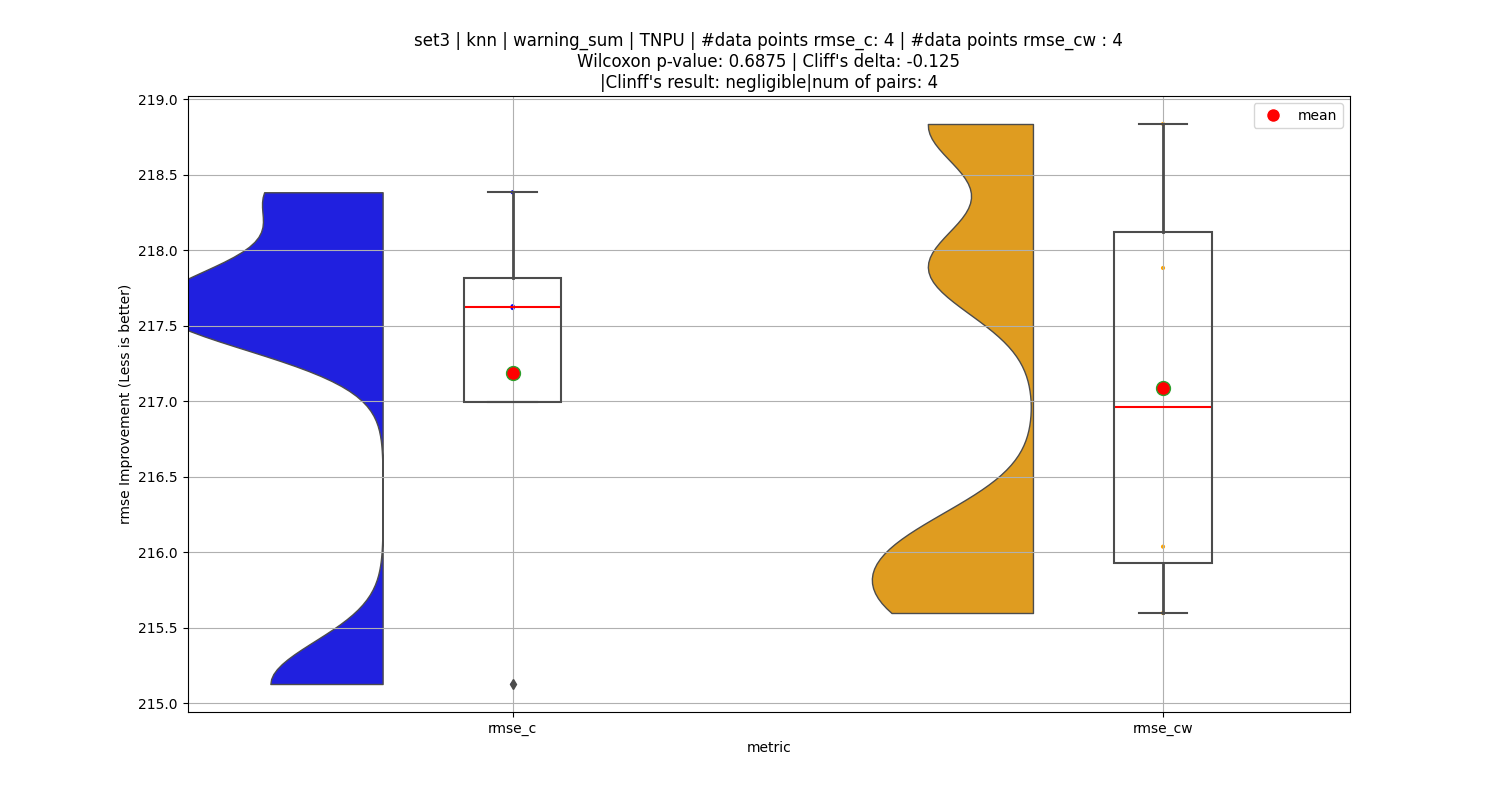 set3 | knn | warning_sum | TNPU | #data points rmse_c: 4 | #data points rmse_cw : 4
Wilcoxon p-value: 0.6875 | Cliff's delta: -0.125
|Clinff's result: negligible|num of pairs: 4
mean
219.0
218.5
218.0
217.5
217.0
216.5
216.0
215.5
215.0
rmse Improvement (Less is better)
rmse_c
rmse_cw
metric